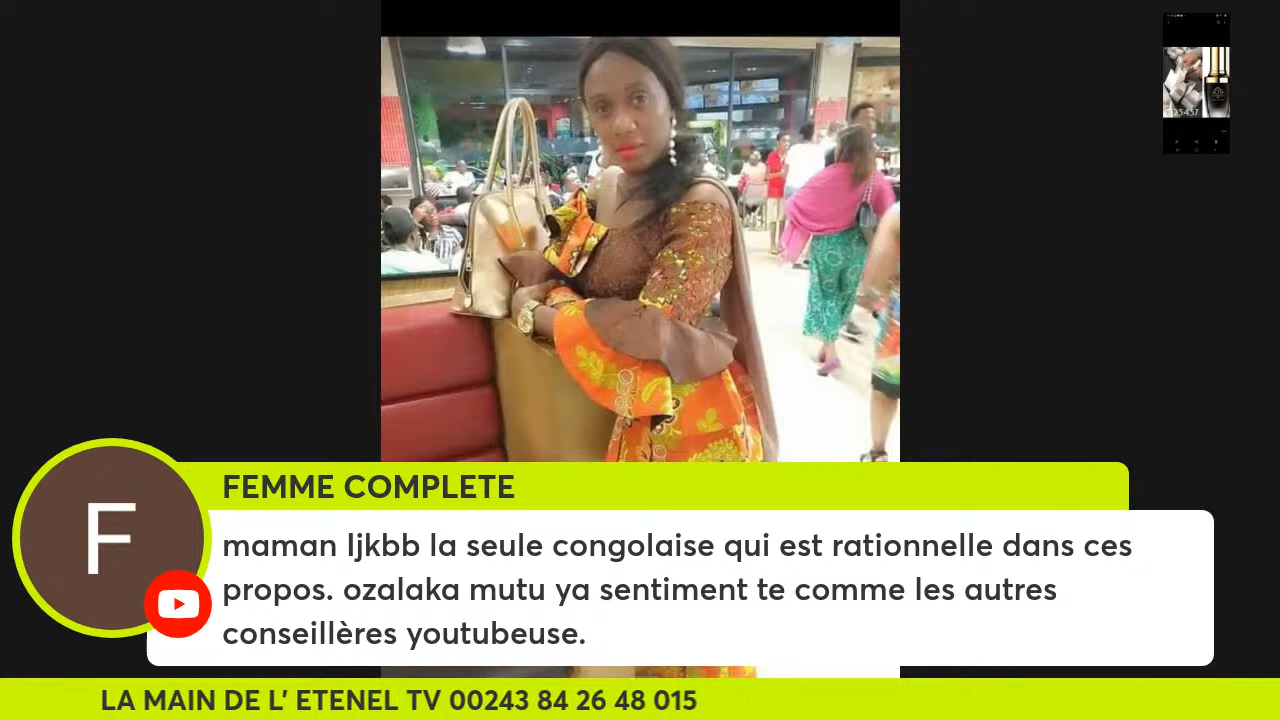 FEMME COMPLETE
F
maman ljkbb la seule congolaise qui est rationnelle dans ces
propos. ozalaka mutu ya sentiment te comme les autres
conseillères youtubeuse.
LA MAIN DE L' ETENEL TV 00243 84 26 48 015